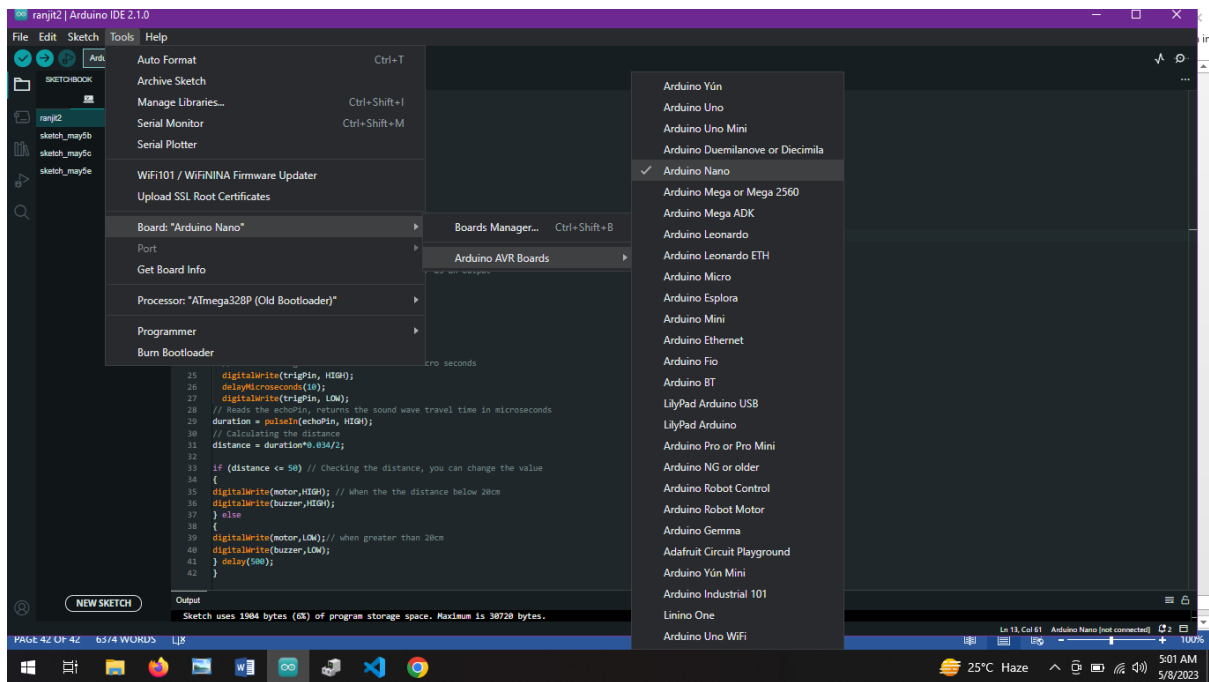 ranjit2 | Arduino IDE 2.1.0
File Edit Sketch Tools Help
SKETCHBOOK
ranjit2
sketch_may5b
sketch_may5c
sketch_may5e
NEW SKETCH
Auto Format Ctrl+T
Archive Sketch
Manage Libraries... Ctrl+Shift+I
Serial Monitor Ctrl+Shift+M
Serial Plotter
WiFi101 / WiFiNINA Firmware Updater
Upload SSL Root Certificates
Board: "Arduino Nano"
Port
Get Board Info
Processor: "ATmega328P (Old Bootloader)"
Programmer
Burn Bootloader
Boards Manager... Ctrl+Shift+B
Arduino AVR Boards
Arduino Yún
Arduino Uno
Arduino Uno Mini
Arduino Duemilanove or Diecimila
Arduino Nano
Arduino Mega or Mega 2560
Arduino Mega ADK
Arduino Leonardo
Arduino Leonardo ETH
Arduino Micro
Arduino Esplora
Arduino Mini
Arduino Ethernet
Arduino Fio
Arduino BT
LilyPad Arduino USB
LilyPad Arduino
Arduino Pro or Pro Mini
Arduino NG or older
Arduino Robot Control
Arduino Robot Motor
Arduino Gemma
Adafruit Circuit Playground
Arduino Yún Mini
Arduino Industrial 101
Linino One
Arduino Uno WiFi
cro seconds
25 digitalWrite(trigPin, HIGH);
26 delayMicroseconds(10);
27 digitalWrite(trigPin, LOW);
28 // Reads the echoPin, returns the sound wave travel time in microseconds
29 duration = pulseIn(echoPin, HIGH);
30 // Calculating the distance
31 distance = duration*0.034/2;
32
33 if (distance <= 50) // Checking the distance, you can change the value
34 {
35 digitalWrite(motor,HIGH); // When the the distance below 20cm
36 digitalWrite(buzzer,HIGH);
37 } else
38 {
39 digitalWrite(motor,LOW);// when greater than 20cm
40 digitalWrite(buzzer,LOW);
41 } delay(500);
42 }
Output
Sketch uses 1904 bytes (6%) of program storage space. Maximum is 30720 bytes.
Ln 13, Col 61 Arduino Nano [not connected] 2
PAGE 42 OF 42 6374 WORDS 100%
25°C Haze
5:01 AM
5/8/2023